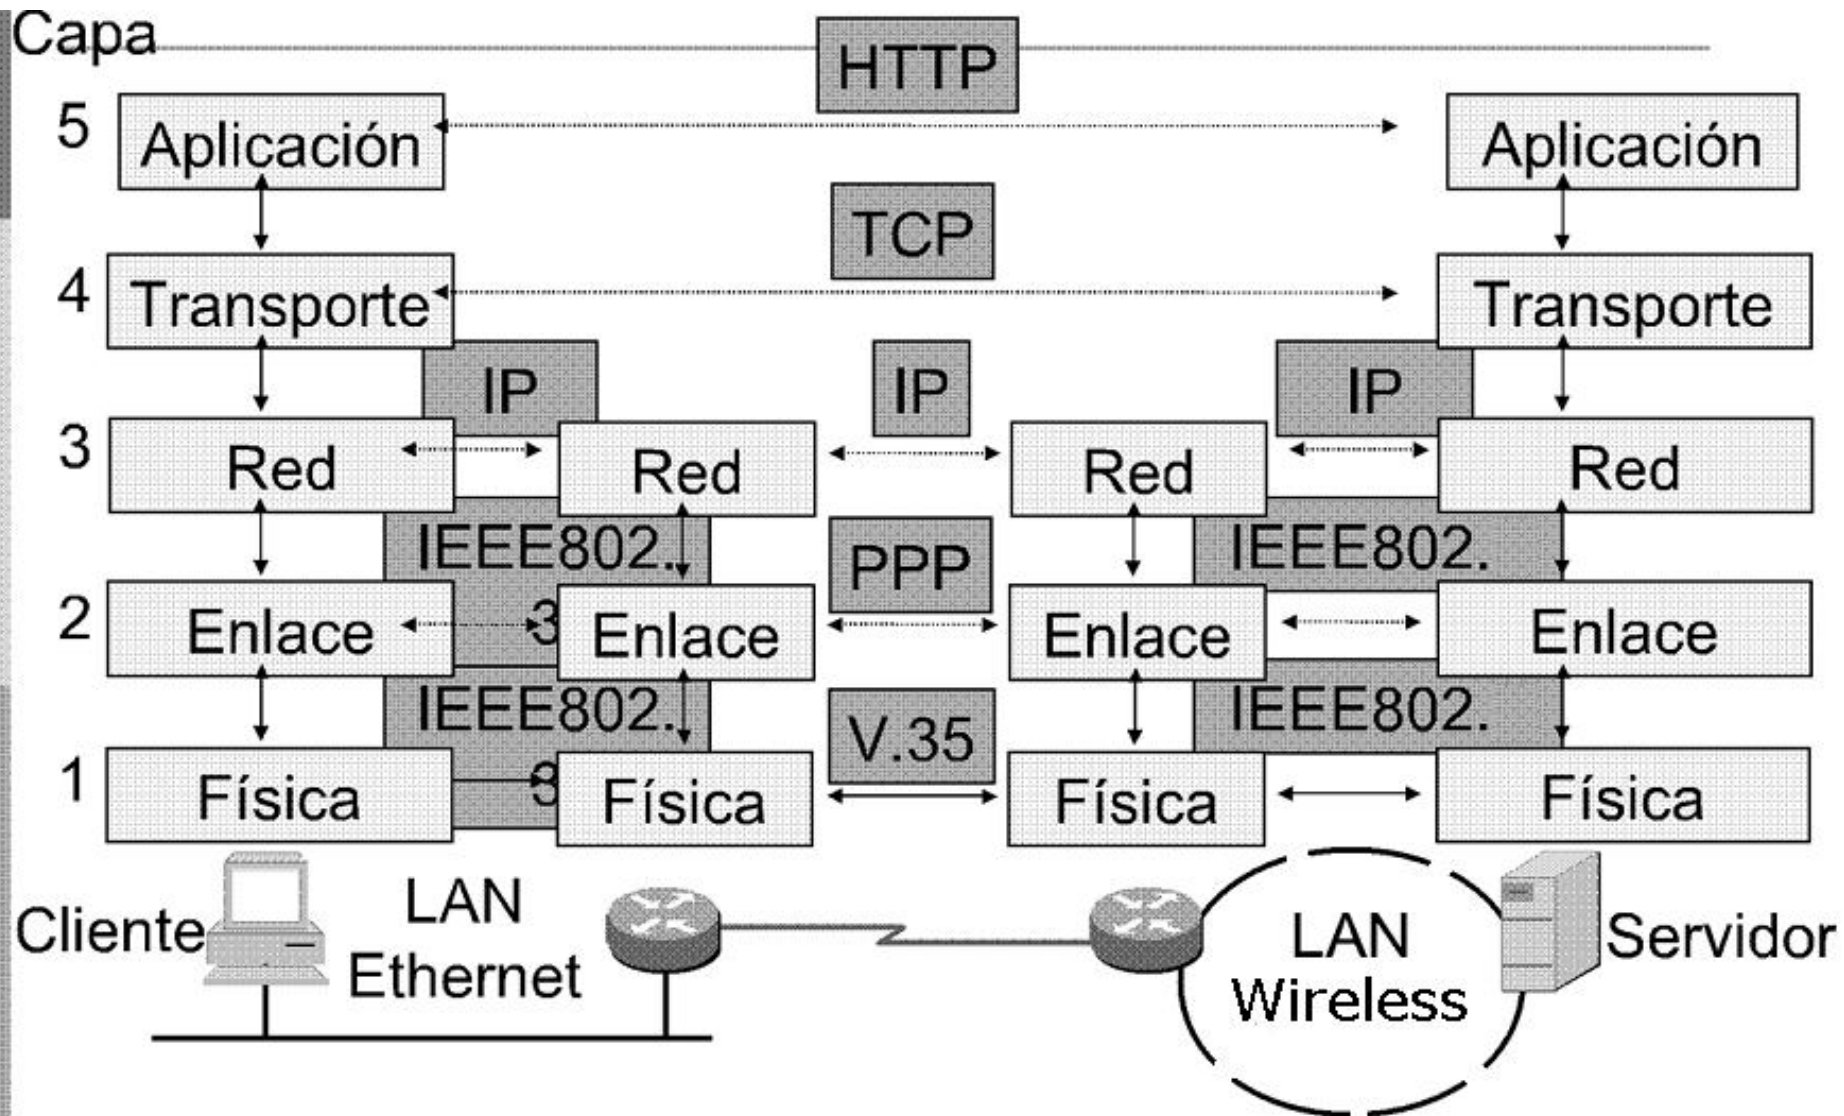 Capa
HTTP
5 Aplicación Aplicación
TCP
4 Transporte Transporte
IP IP IP
3 Red Red Red Red
IEEE802. PPP IEEE802.
3
2 Enlace Enlace Enlace Enlace
IEEE802. V.35 IEEE802.
3
1 Física Física Física Física
Cliente LAN Ethernet LAN Wireless Servidor